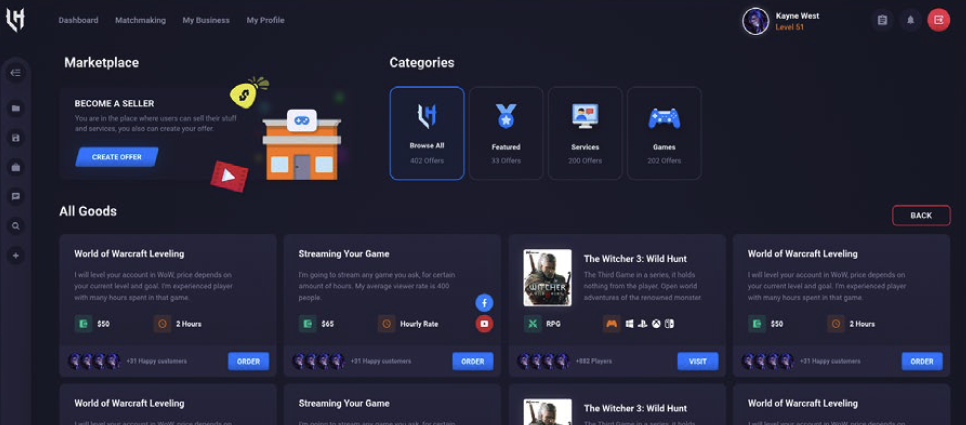 Dashboard Matchmaking My Business My Profile
Kayne West
Level 51
Marketplace
BECOME A SELLER
You are in the place where users can sell their stuff
and services, you also can create your offer.
CREATE OFFER
Categories
Browse All
402 Offers
Featured
33 Offers
Services
200 Offers
Games
202 Offers
All Goods
BACK
World of Warcraft Leveling
I will level your account in WoW, price depends on
your current level and goal. I'm experienced player
with many hours spent in that game.
$50 2 Hours
+31 Happy customers
ORDER
Streaming Your Game
I'm going to stream any game you ask, for certain
amount of hours. My average viewer rate is 400
people.
$65 Hourly Rate
+31 Happy customers
ORDER
WITCHER
The Witcher 3: Wild Hunt
The Third Game in a series, it holds
nothing from the player. Open world
adventures of the renowned monster
RPG
Players
VISIT
World of Warcraft Leveling
I will level your account in WoW, price depends on
your current level and goal. I'm experienced player
with many hours spent in that game.
$50 2 Hours
+31 Happy customers
ORDER
World of Warcraft Leveling
Streaming Your Game
The Witcher 3: Wild Hunt
World of Warcraft Leveling